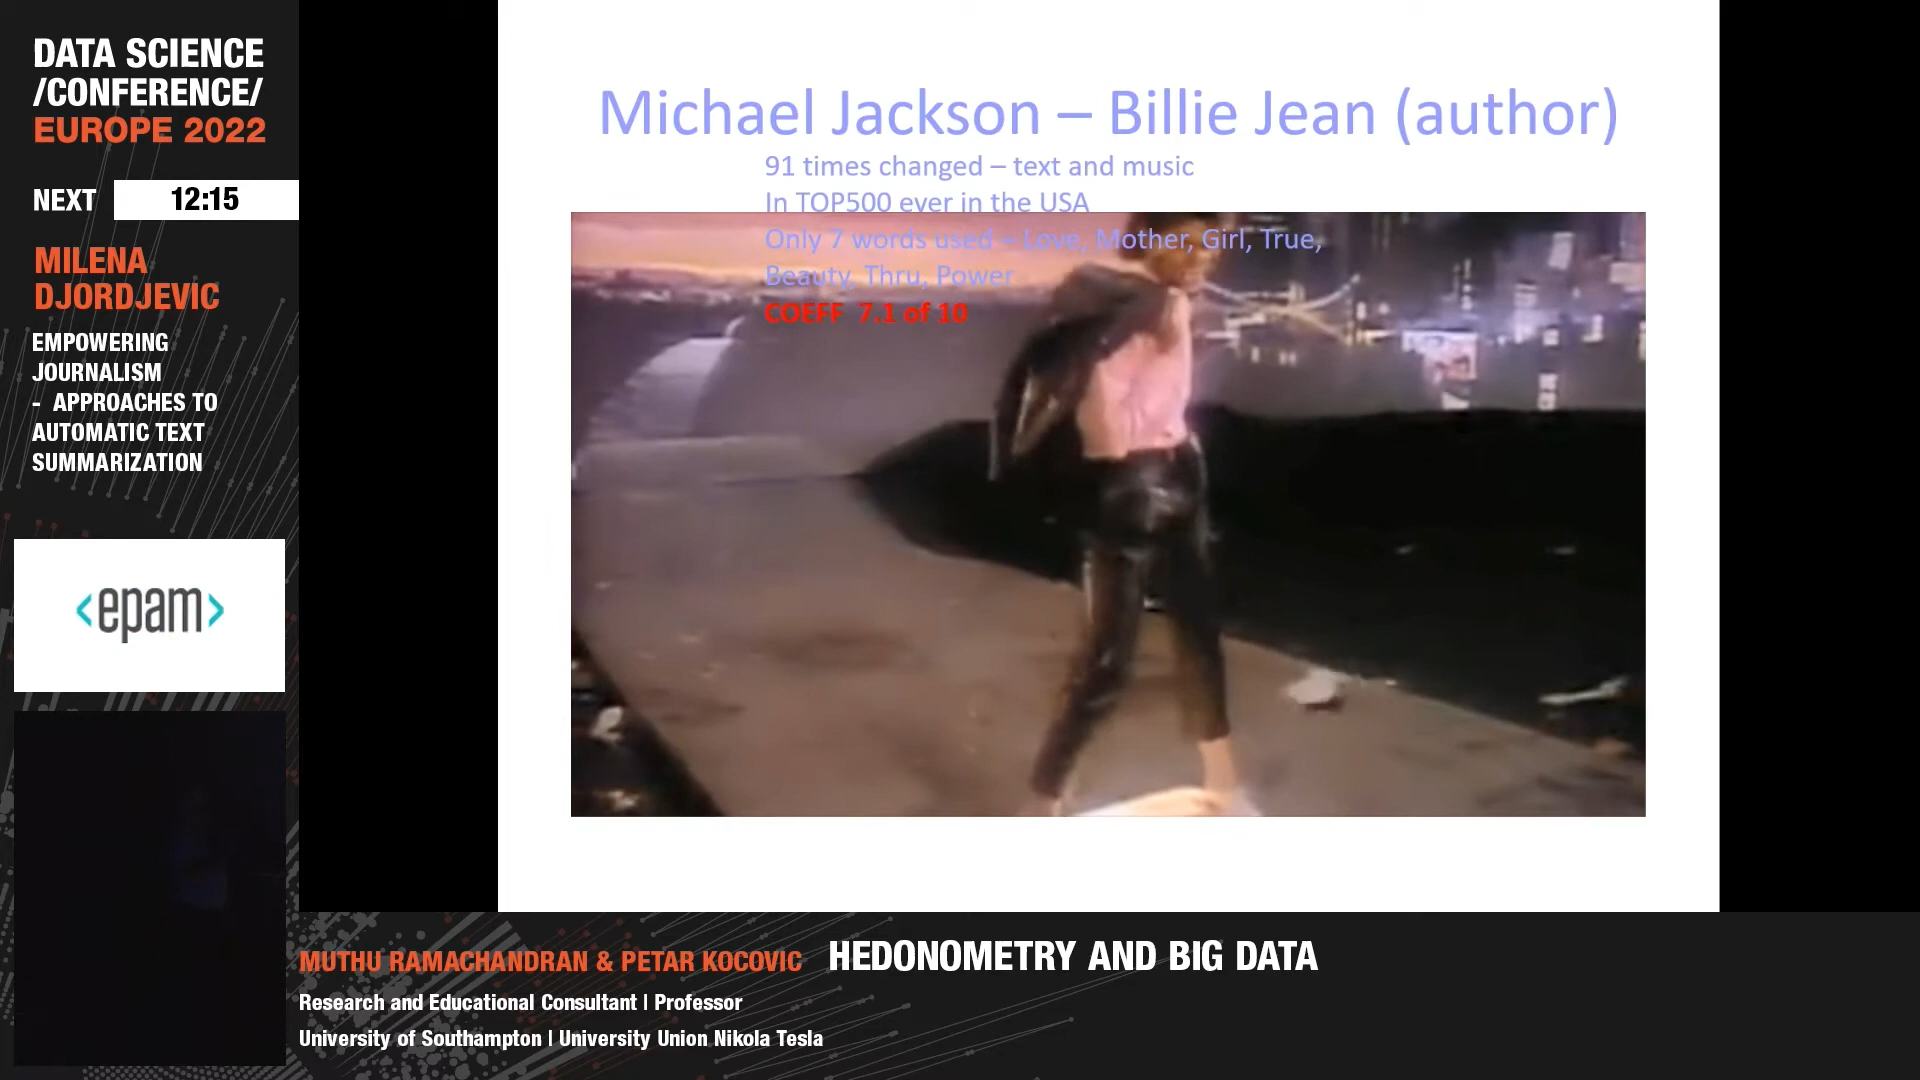 DATA SCIENCE
/CONFERENCE/
EUROPE 2022
NEXT 12:15
MILENA
DJORDJEVIC
EMPOWERING
JOURNALISM
- APPROACHES TO
AUTOMATIC TEXT
SUMMARIZATION
<epam>
Michael Jackson – Billie Jean (author)
91 times changed – text and music
In TOP500 ever in the USA
Only 7 words used – Love, Mother, Girl, True,
Beauty, Thru, Power
COEFF 7.1 of 10
MUTHU RAMACHANDRAN & PETAR KOCOVIC HEDONOMETRY AND BIG DATA
Research and Educational Consultant | Professor
University of Southampton | University Union Nikola Tesla